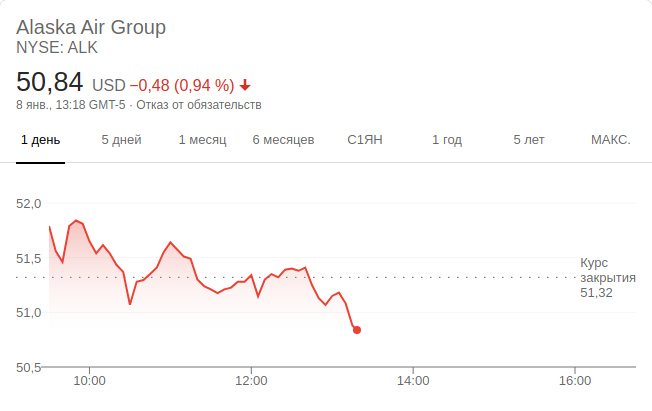 Alaska Air Group
NYSE: ALK
50,84 USD −0,48 (0,94 %)
8 янв., 13:18 GMT-5 · Отказ от обязательств
1 день 5 дней 1 месяц 6 месяцев С1ЯН 1 год 5 лет МАКС.
52,0
51,5
Курс
закрытия
51,32
51,0
50,5
10:00 12:00 14:00 16:00